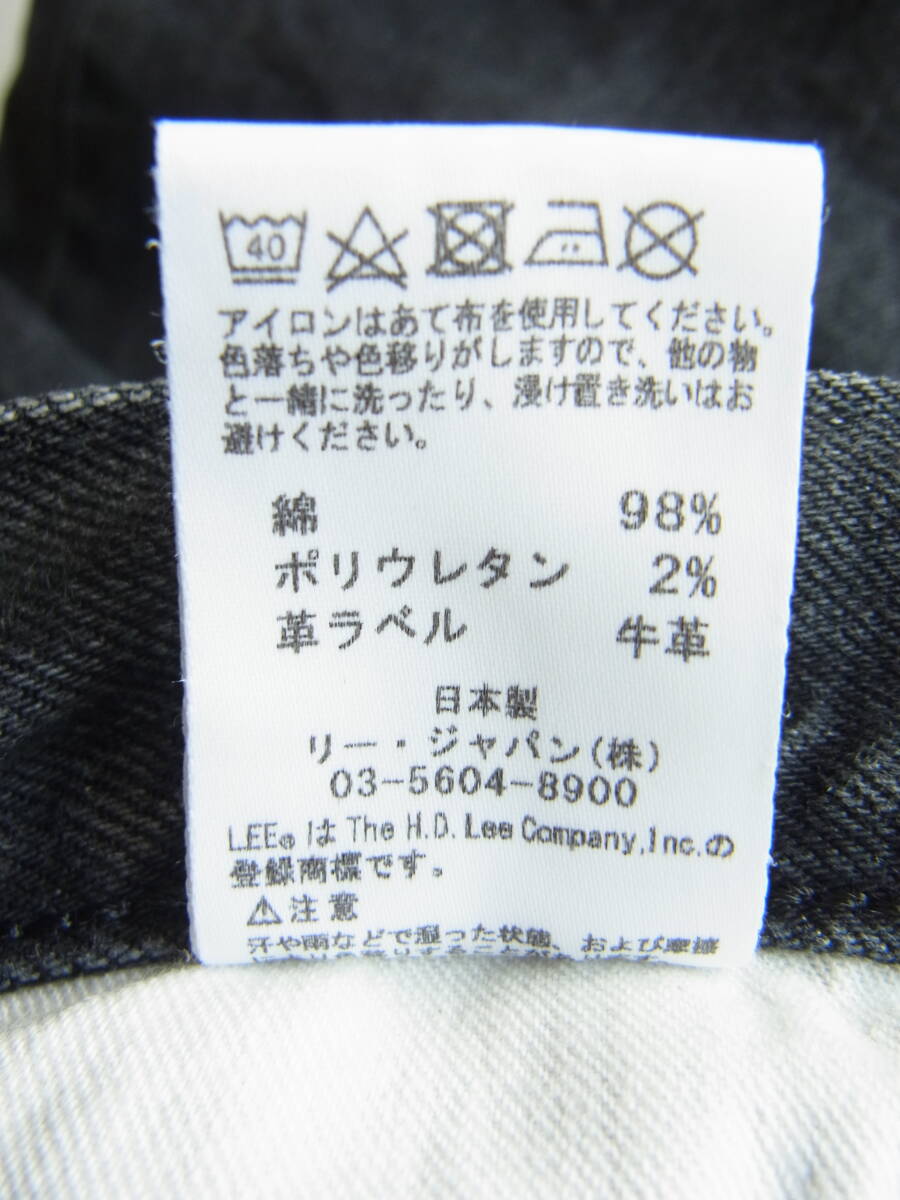 40
アイロンはあて布を使用してください。
色落ちや色移りがしますので、他の物
と一緒に洗ったり、浸け置き洗いはお
避けください。
綿 98%
ポリウレタン 2%
革ラベル 牛革
日本製
リー・ジャパン(株)
03-5604-8900
LEE® は The H.D. Lee Company, Inc.の
登録商標です。
⚠注意
汗や雨などで湿った状態、および摩擦